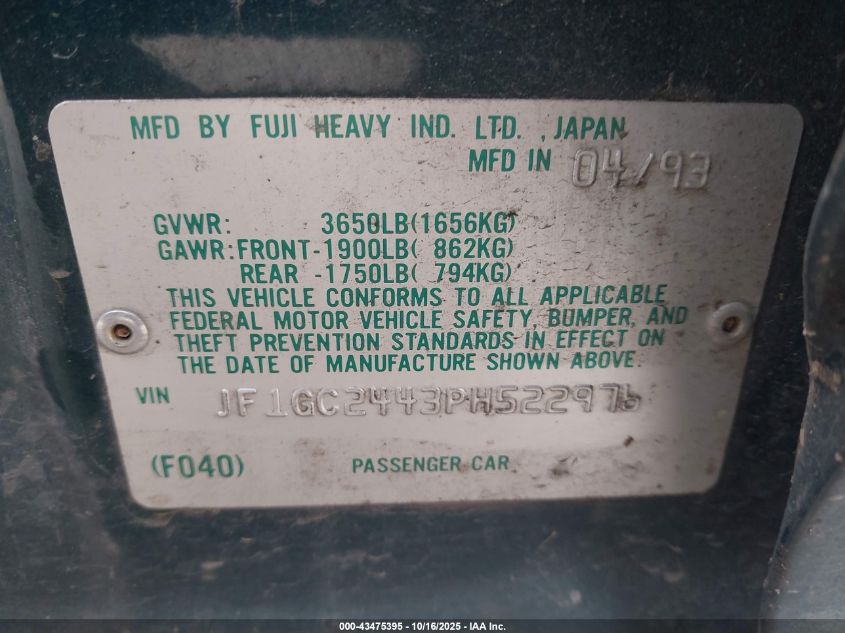 MFD BY FUJI HEAVY IND. LTD. , JAPAN
MFD IN 04/93
GVWR: 3650LB(1656KG)
GAWR:FRONT-1900LB( 862KG)
REAR -1750LB( 794KG)
THIS VEHICLE CONFORMS TO ALL APPLICABLE
FEDERAL MOTOR VEHICLE SAFETY, BUMPER, AND
THEFT PREVENTION STANDARDS IN EFFECT ON
THE DATE OF MANUFACTURE SHOWN ABOVE.
VIN JF1GC2443PH522976
(F040) PASSENGER CAR
000-43475395 - 10/16/2025 - IAA Inc.